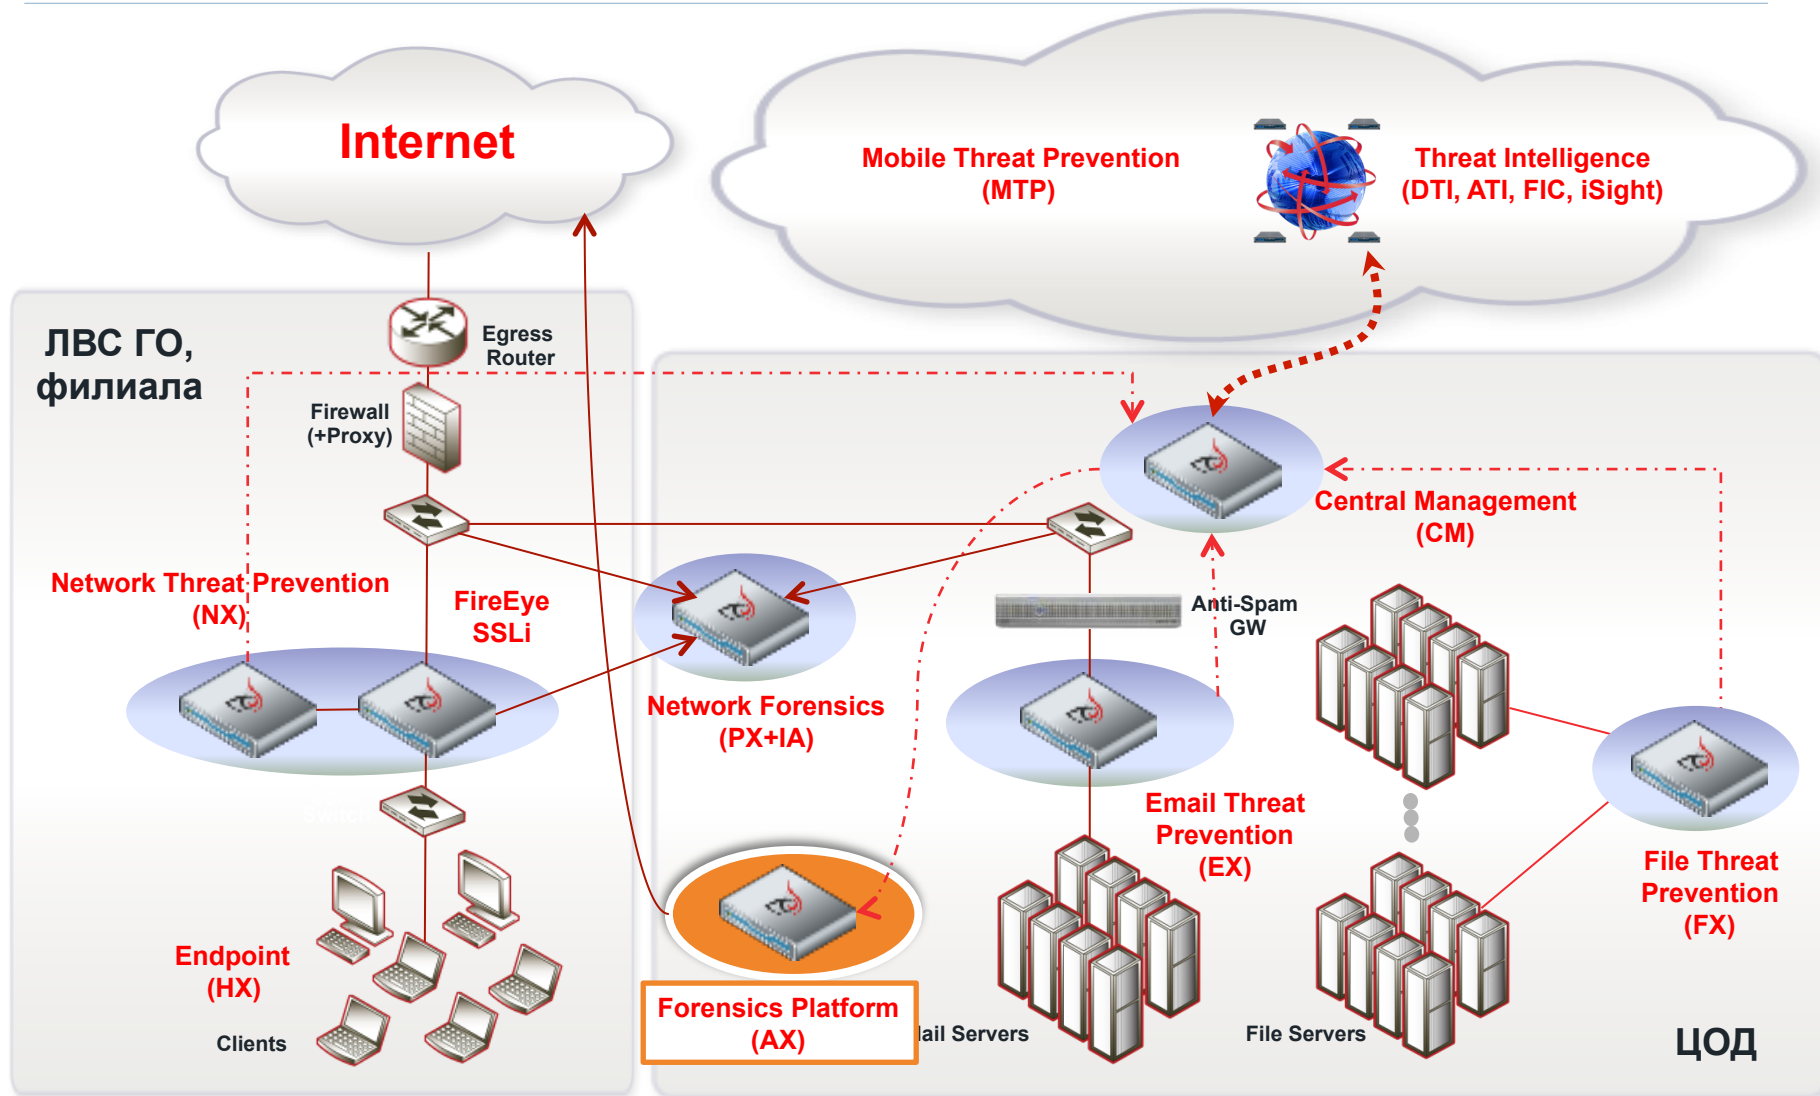 Internet
Mobile Threat Prevention
(MTP)
Threat Intelligence
(DTI, ATI, FIC, iSight)
ЛВС ГО,
филиала
Egress
Router
Firewall
(+Proxy)
Central Management
(CM)
Network Threat Prevention
(NX)
FireEye
SSLi
Anti-Spam
GW
Network Forensics
(PX+IA)
Switch
Email Threat
Prevention
(EX)
File Threat
Prevention
(FX)
Endpoint
(HX)
Clients
Forensics Platform
(AX)
Servers
File Servers
ЦОД